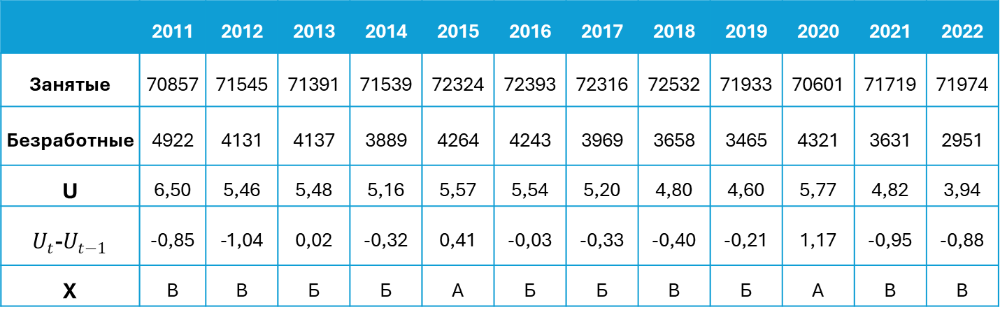 2011 2012 2013 2014 2015 2016 2017 2018 2019 2020 2021 2022
Занятые 70857 71545 71391 71539 72324 72393 72316 72532 71933 70601 71719 71974
Безработные 4922 4131 4137 3889 4264 4243 3969 3658 3465 4321 3631 2951
U 6,50 5,46 5,48 5,16 5,57 5,54 5,20 4,80 4,60 5,77 4,82 3,94
𝑈𝑡-𝑈𝑡−1 -0,85 -1,04 0,02 -0,32 0,41 -0,03 -0,33 -0,40 -0,21 1,17 -0,95 -0,88
X В В Б Б А Б Б В Б А В В